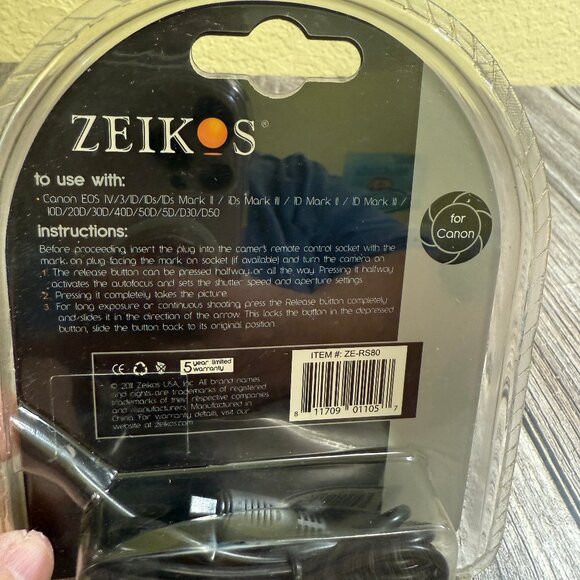 ZEIKOS®
to use with:
• Canon EOS 1V/3/1D/1Ds/1Ds Mark II / iDs Mark III / 1D Mark II / 1D Mark III /
10D/20D/30D/40D/50D/5D/D30/D50
for
Canon
instructions:
Before proceeding, insert the plug into the camer's remote control socket with the
mark, on plug facing the mark on socket (if available) and turn the camera on.
1. The release button can be pressed halfway or all the way. Pressing it halfway
activates the autofocus and sets the shutter speed and aperture settings.
2. Pressing it completely takes the picture.
3. For long exposure or continuous shooting press the Release button completely
and slides it in the direction of the arrow. This locks the button in the depressed
button, slide the button back to its original position.
CE
5 year limited
warranty
© 2011 Zeikos USA, Inc. All brand names
and rights are trademarks of registered
trademarks of their respective companies
and manufacturers. Manufactured in
China. For warranty details, visit our
website at Zeikos.com
ITEM #: ZE-RS80
8 11709 01105 7